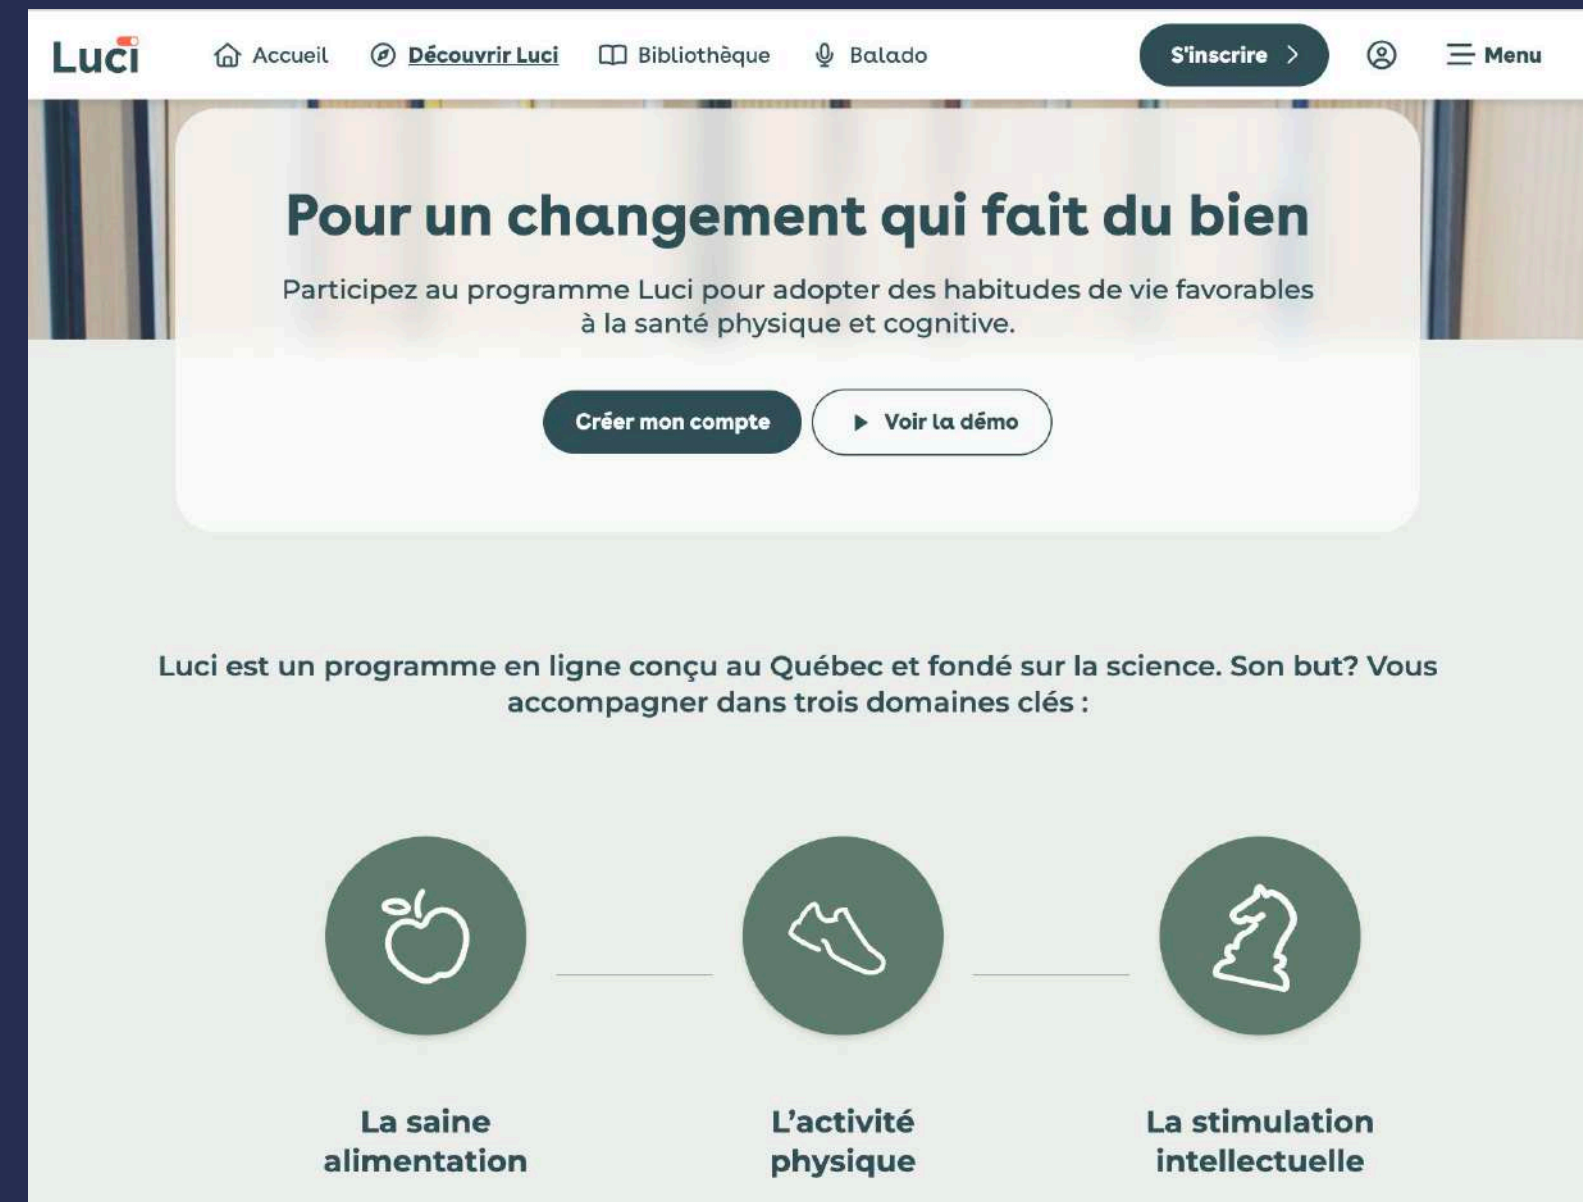 Luci
Accueil
Découvrir Luci
Bibliothèque
Balado
S'inscrire
Menu
Pour un changement qui fait du bien
Participez au programme Luci pour adopter des habitudes de vie favorables
à la santé physique et cognitive.
Créer mon compte
Voir la démo
Luci est un programme en ligne conçu au Québec et fondé sur la science. Son but? Vous
accompagner dans trois domaines clés :
La saine
alimentation
L’activité
physique
La stimulation
intellectuelle